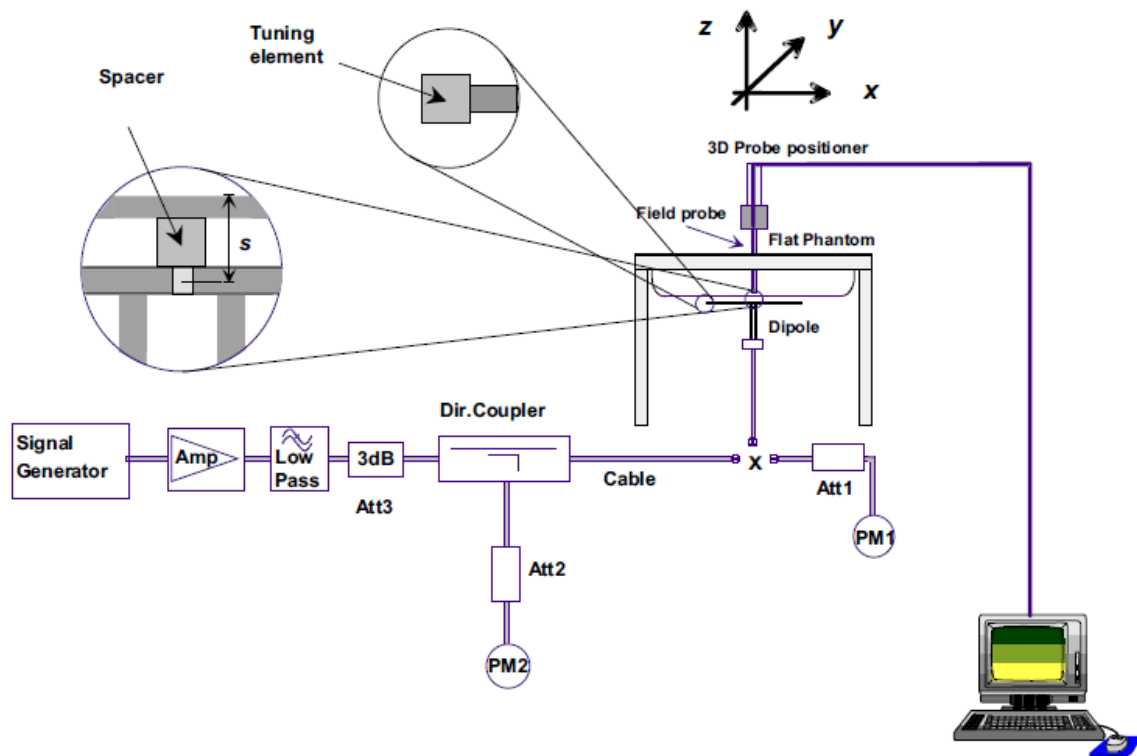 Tuning
element
Spacer
z
y
x
3D Probe positioner
Field probe
Flat Phantom
s
Dipole
Dir.Coupler
Signal
Generator
Amp
Low
Pass
3dB
Att3
Cable
x
Att1
PM1
Att2
PM2